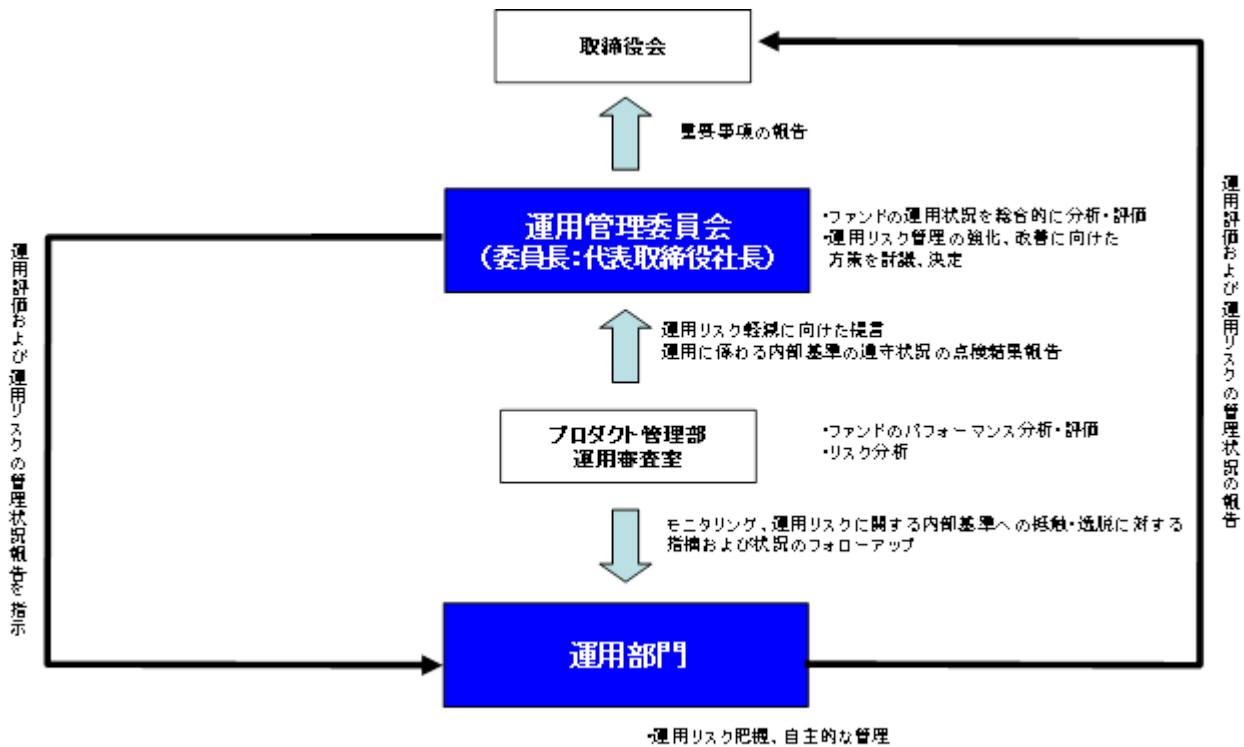 取締役会
重要事項の報告
運用管理委員会
（委員長：代表取締役社長）
・ファンドの運用状況を総合的に分析・評価
・運用リスク管理の強化、改善に向けた
方策を討議、決定
運用リスク軽減に向けた提言
運用に係わる内部基準の遵守状況の点検結果報告
プロダクト管理部
運用審査室
・ファンドのパフォーマンス分析・評価
・リスク分析
モニタリング、運用リスクに関する内部基準への抵触・逸脱に対する
指摘および状況のフォローアップ
運用部門
・運用リスク把握、自主的な管理
運用評価および運用リスクの管理状況報告を指示
運用評価および運用リスクの管理状況の報告